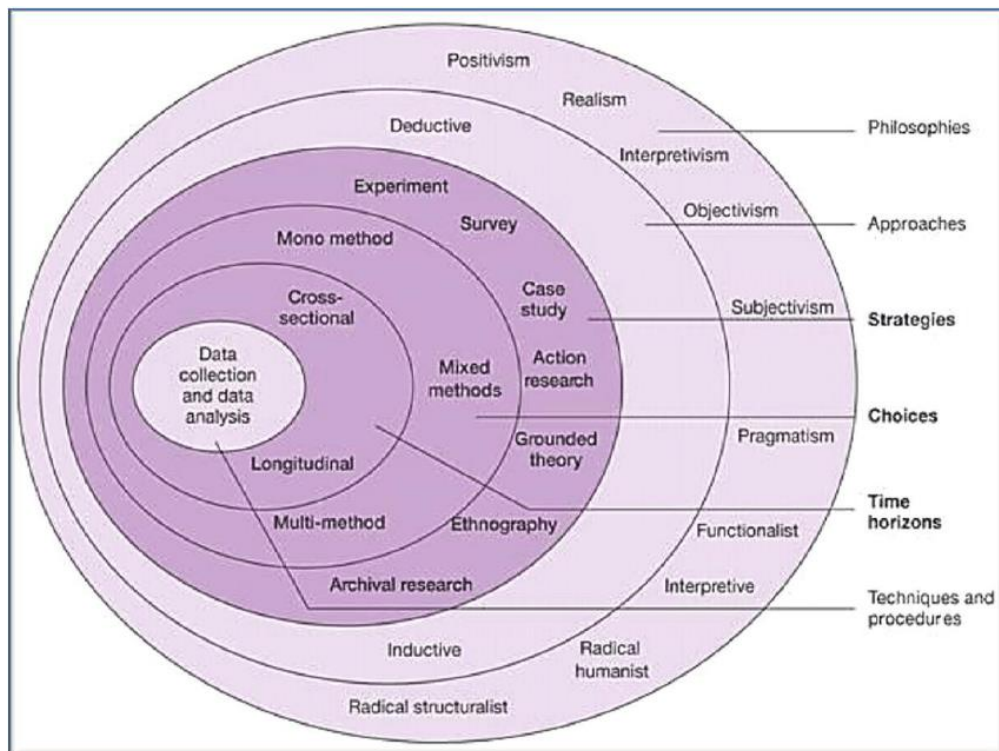 Positivism
Realism
Philosophies
Deductive
Interpretivism
Experiment
Objectivism
Survey
Approaches
Mono method
Case
study
Cross-
sectional
Subjectivism
Strategies
Data
collection
and data
analysis
Mixed
methods
Action
research
Choices
Pragmatism
Grounded
theory
Longitudinal
Time
horizons
Multi-method
Ethnography
Functionalist
Archival research
Interpretive
Techniques and
procedures
Inductive
Radical
humanist
Radical structuralist